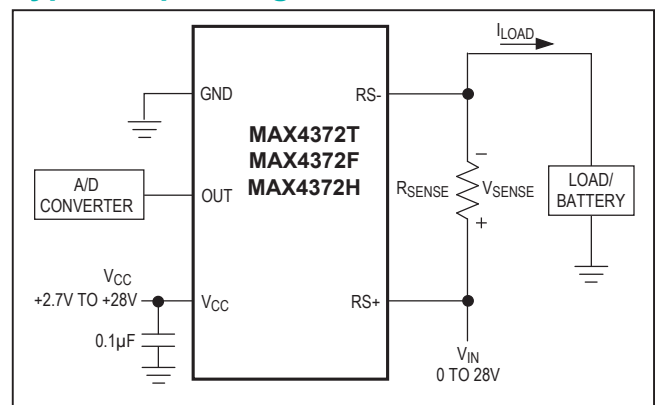 ILOAD
GND
RS-
MAX4372T
MAX4372F
MAX4372H
A/D
CONVERTER
OUT
RSENSE
−
VSENSE
+
LOAD/
BATTERY
VCC
+2.7V TO +28V
VCC
RS+
0.1µF
VIN
0 TO 28V